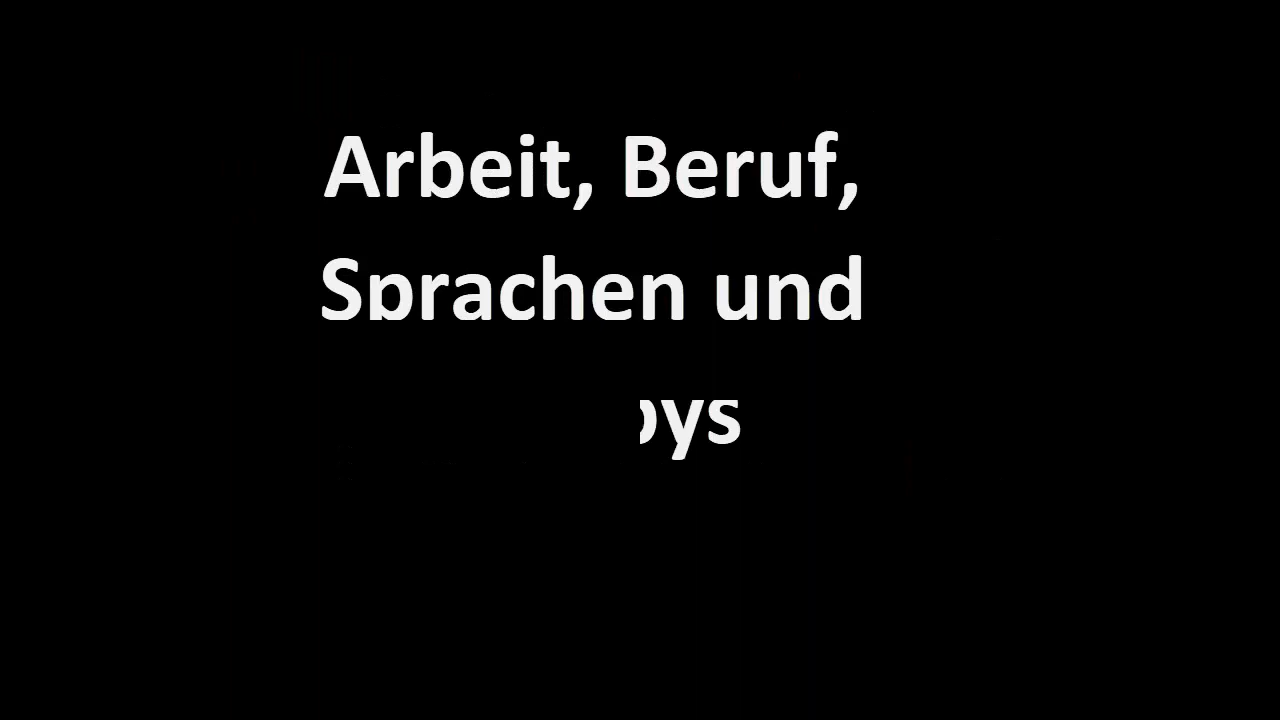 Arbeit, Beruf,
Sprachen und